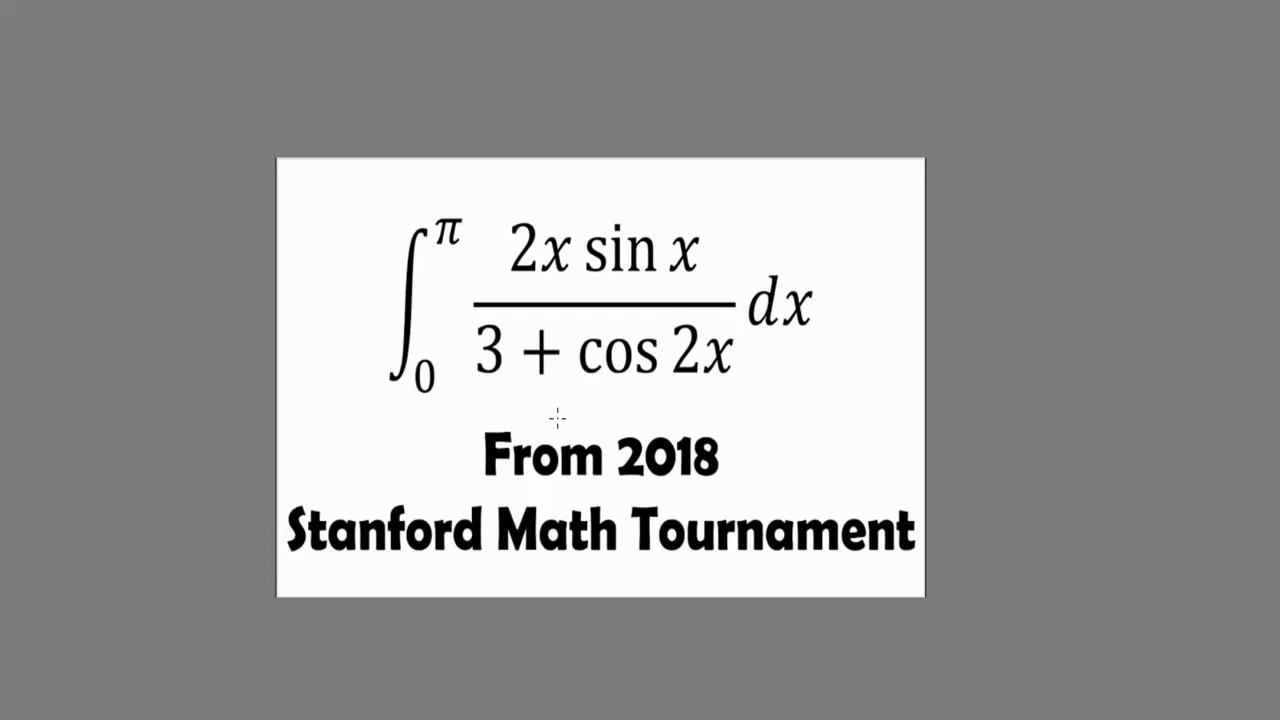 ∫₀^π (2x sin x)/(3 + cos 2x) dx
From 2018
Stanford Math Tournament